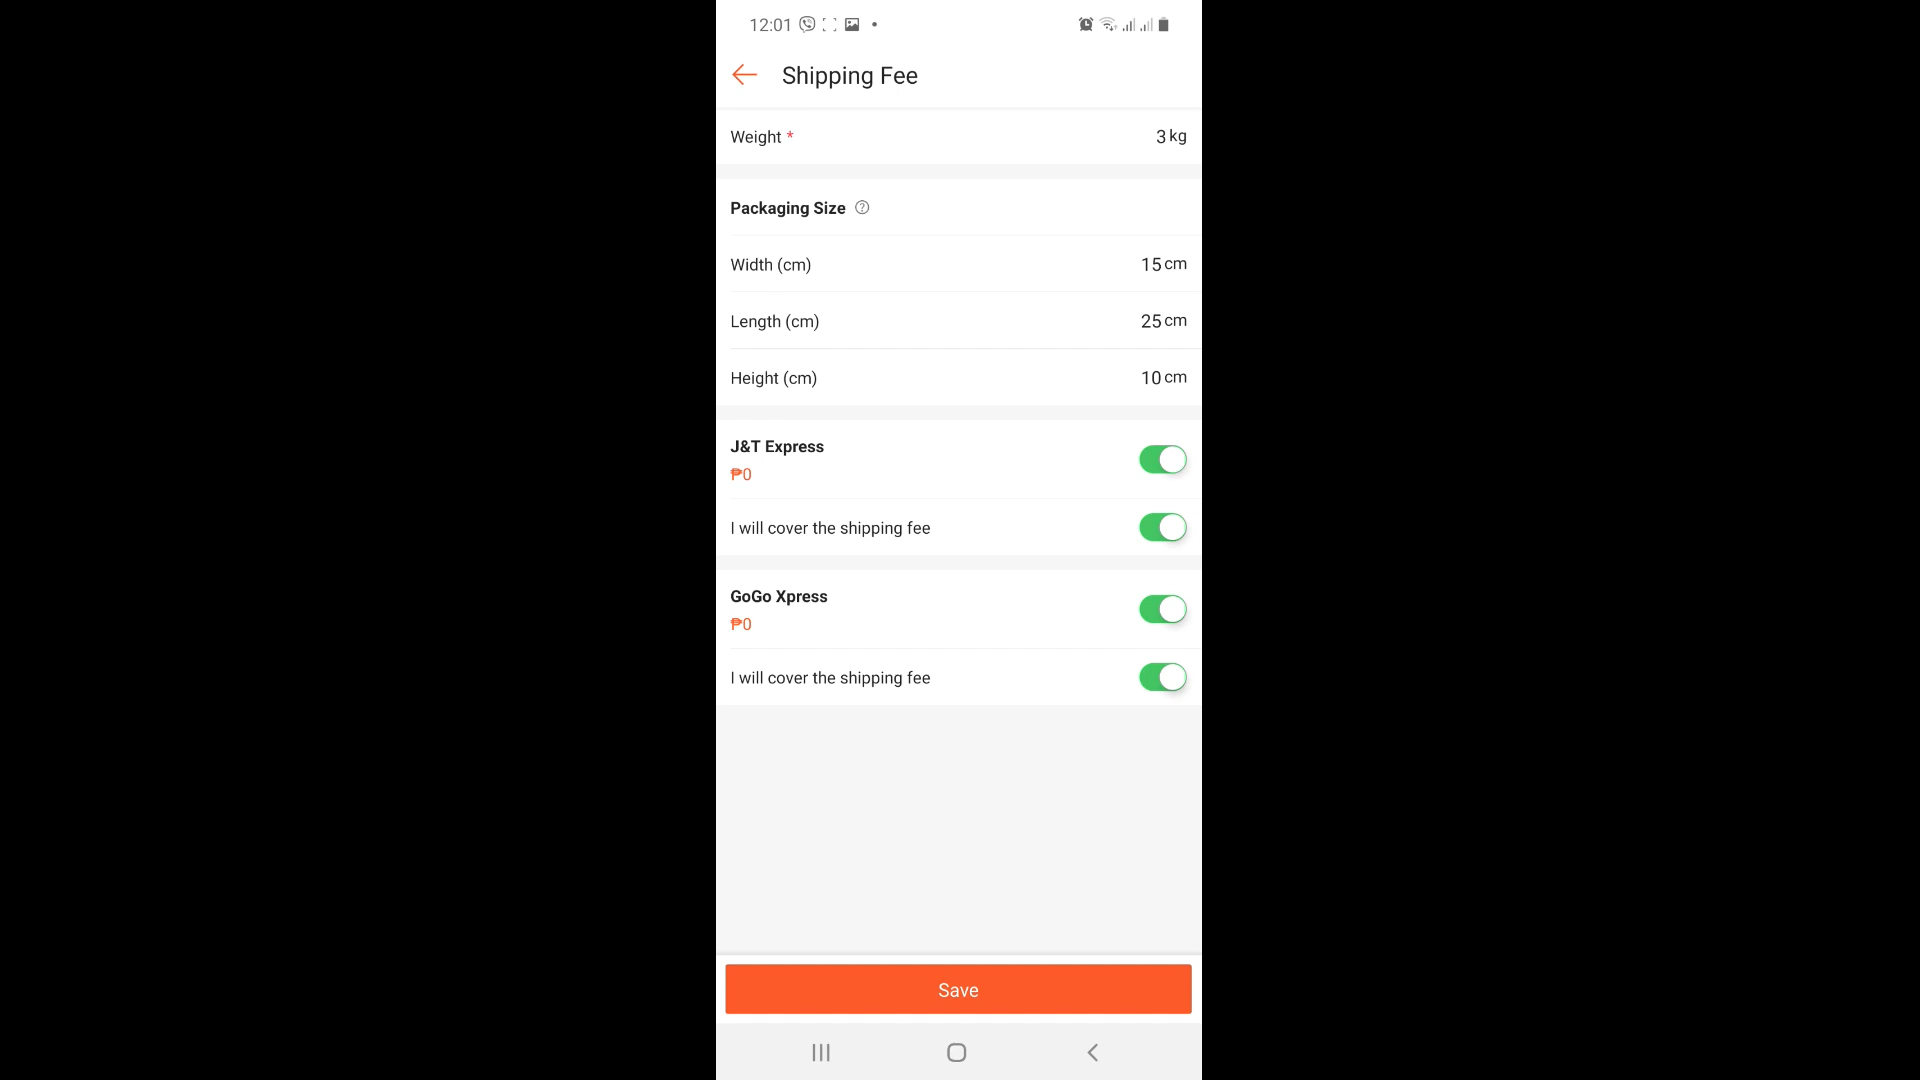 12:01
Shipping Fee
Weight * 3 kg
Packaging Size ?
Width (cm) 15 cm
Length (cm) 25 cm
Height (cm) 10 cm
J&T Express
₱0
I will cover the shipping fee
GoGo Xpress
₱0
I will cover the shipping fee
Save